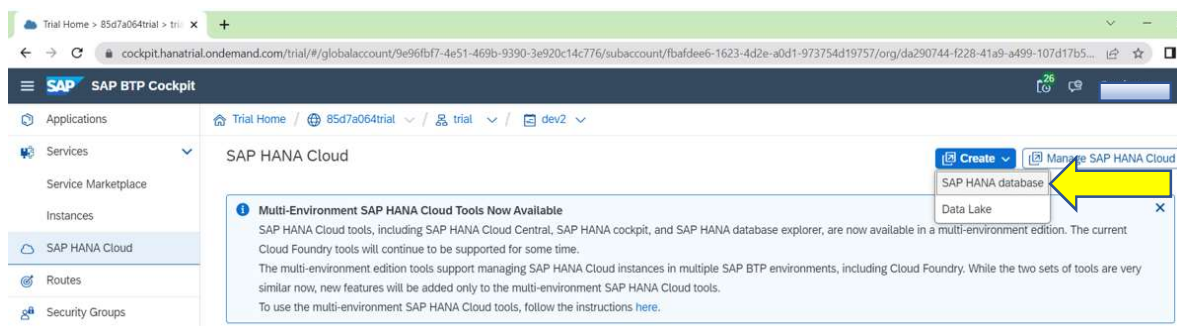 Trial Home > 85d7a064trial > tri
cockpit.hanatrial.ondemand.com/trial/#/globalaccount/9e96fbf7-4e51-469b-9390-3e920c14c776/subaccount/fbafdee6-1623-4d2e-a0d1-973754d19757/org/da290744-f228-41a9-a499-107d17b5...
SAP SAP BTP Cockpit 26
Applications
Trial Home / 85d7a064trial / trial / dev2
Services
SAP HANA Cloud
Create
Manage SAP HANA Cloud
Service Marketplace
SAP HANA database
Data Lake
Instances
SAP HANA Cloud
Routes
Security Groups
Multi-Environment SAP HANA Cloud Tools Now Available
SAP HANA Cloud tools, including SAP HANA Cloud Central, SAP HANA cockpit, and SAP HANA database explorer, are now available in a multi-environment edition. The current
Cloud Foundry tools will continue to be supported for some time.
The multi-environment edition tools support managing SAP HANA Cloud instances in multiple SAP BTP environments, including Cloud Foundry. While the two sets of tools are very
similar now, new features will be added only to the multi-environment SAP HANA Cloud tools.
To use the multi-environment SAP HANA Cloud tools, follow the instructions here.